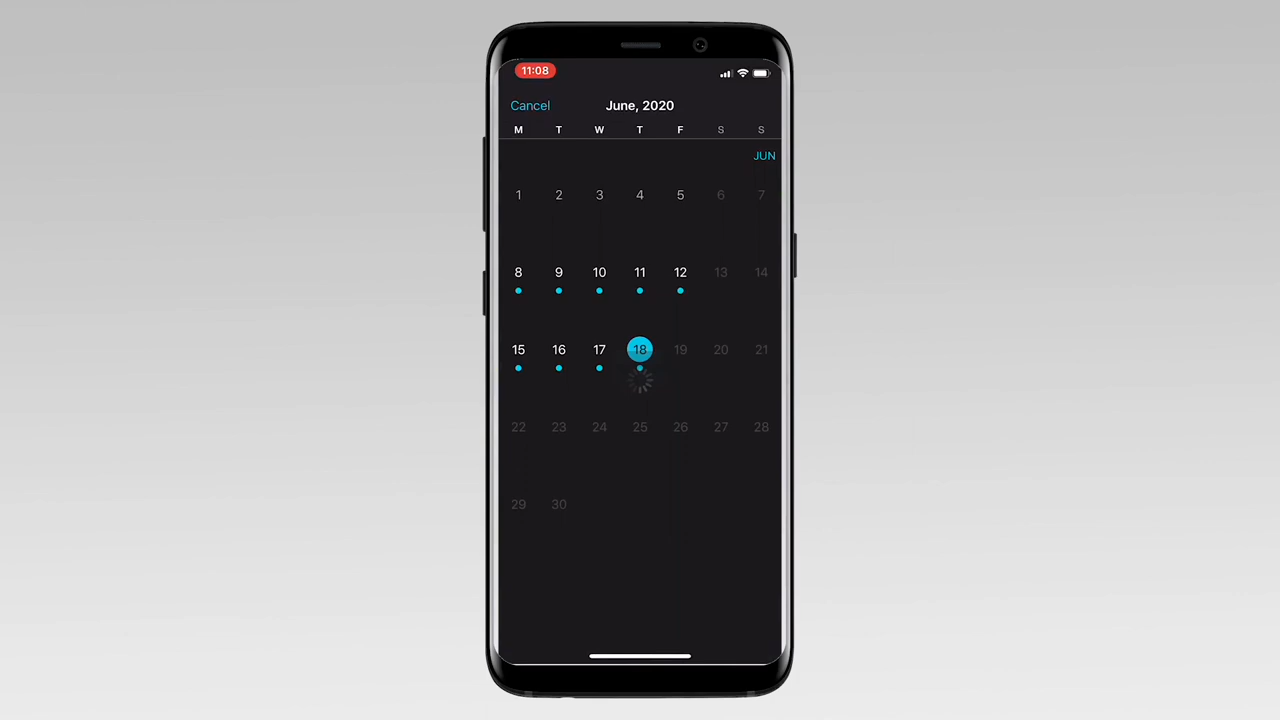 11:08
Cancel June, 2020
M T W T F S S
JUN
1 2 3 4 5 6 7
8 9 10 11 12 13 14
15 16 17 18 19 20 21
22 23 24 25 26 27 28
29 30